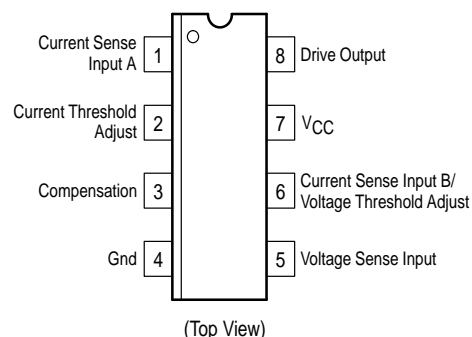 Current Sense
Input A
1
8
Drive Output
Current Threshold
Adjust
2
7
VCC
Compensation
3
6
Current Sense Input B/
Voltage Threshold Adjust
Gnd
4
5
Voltage Sense Input
(Top View)